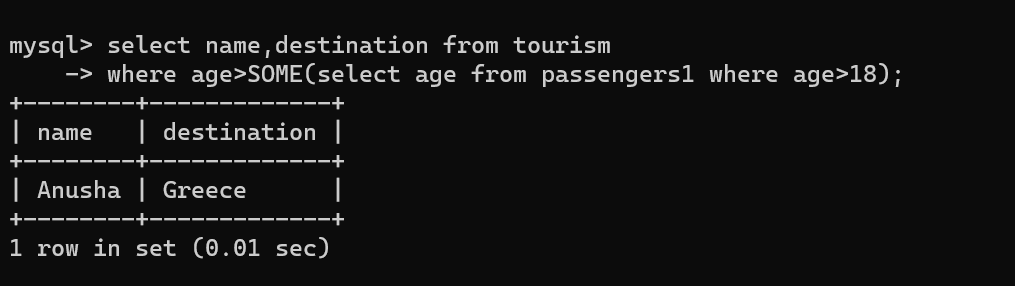 mysql> select name,destination from tourism
    -> where age>SOME(select age from passengers1 where age>18);
+--------+-------------+
| name   | destination |
+--------+-------------+
| Anusha | Greece      |
+--------+-------------+
1 row in set (0.01 sec)